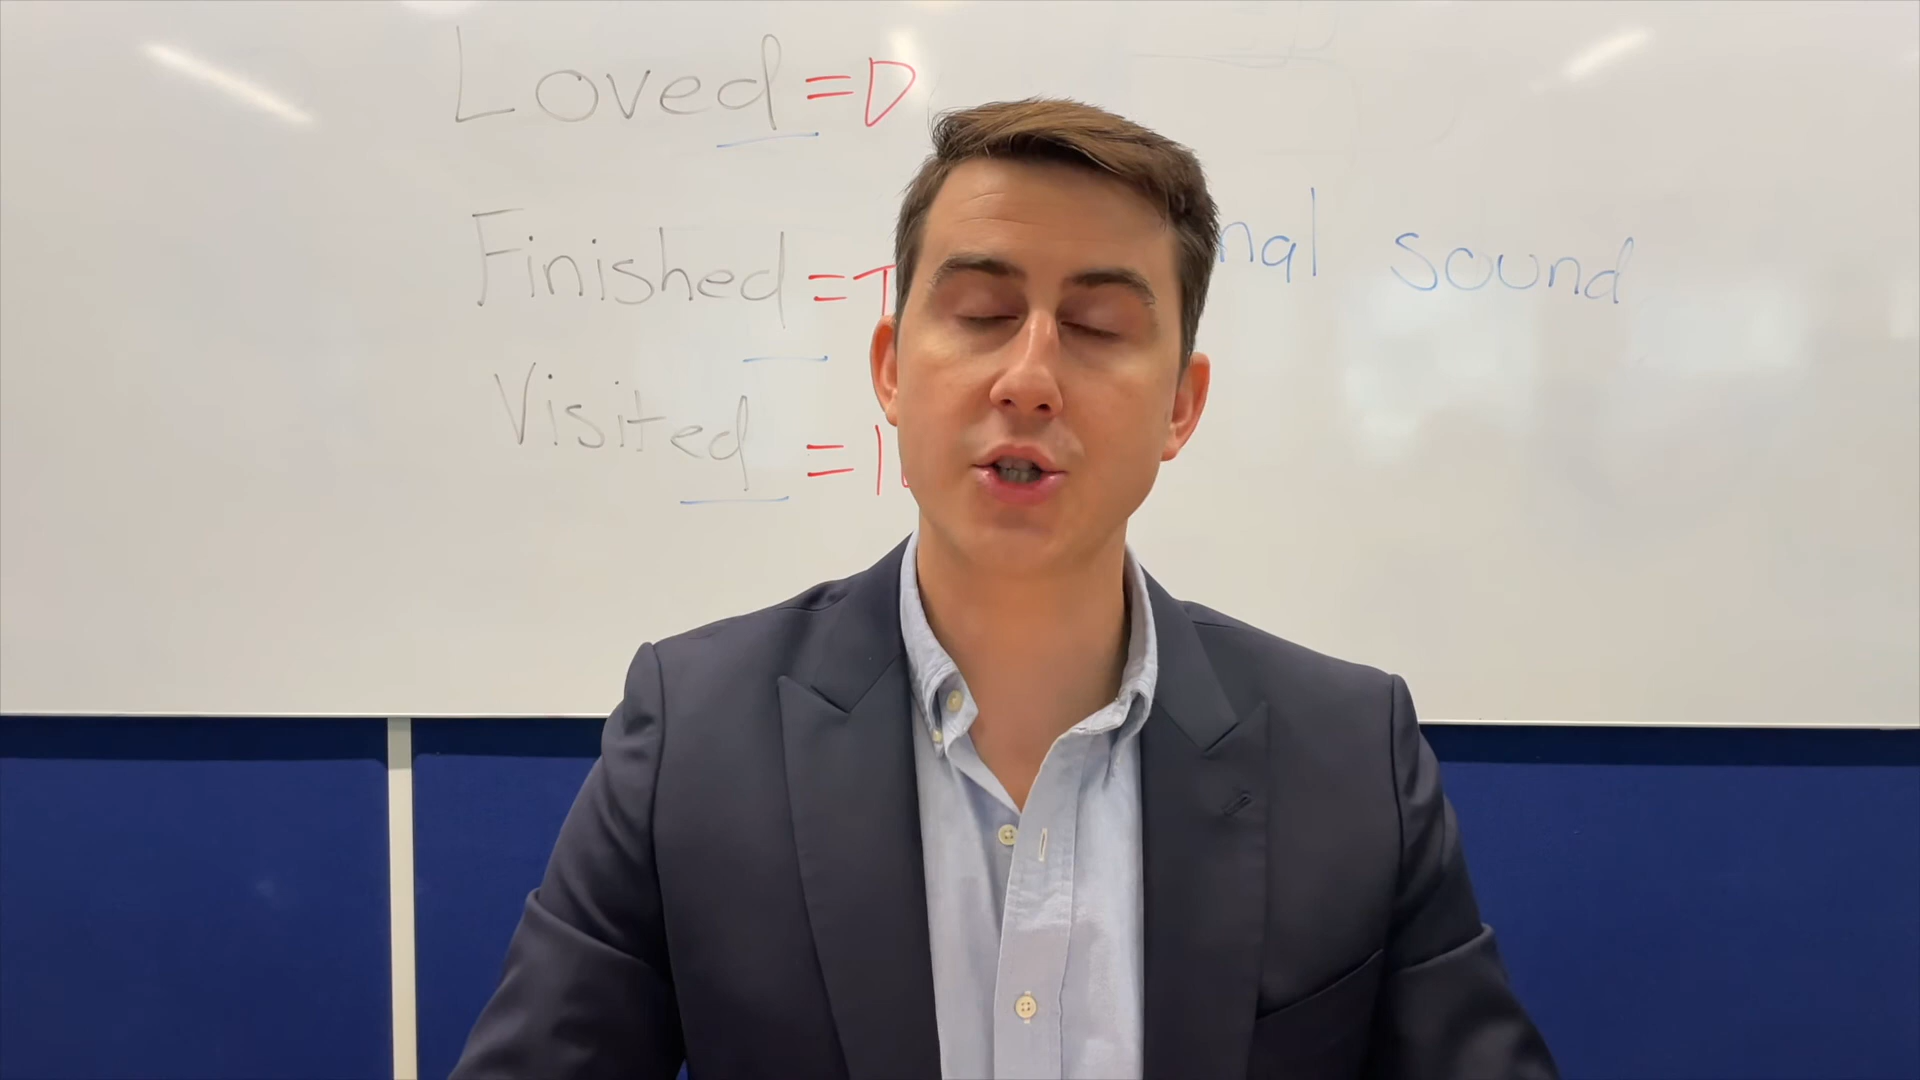 Loved = D
Finished = T
sound
Visited =